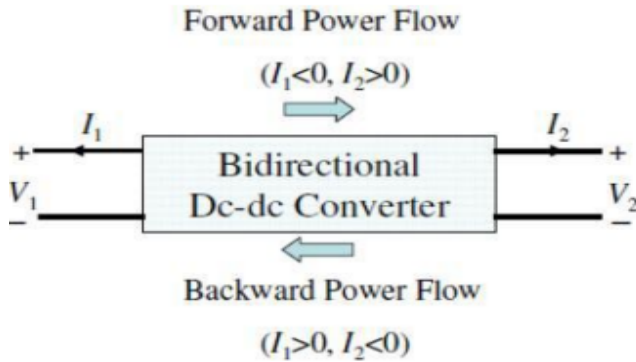 Forward Power Flow
(I₁<0, I₂>0)
I₁ I₂
+ +
Bidirectional
V₁ V₂
Dc-dc Converter
− −
Backward Power Flow
(I₁>0, I₂<0)